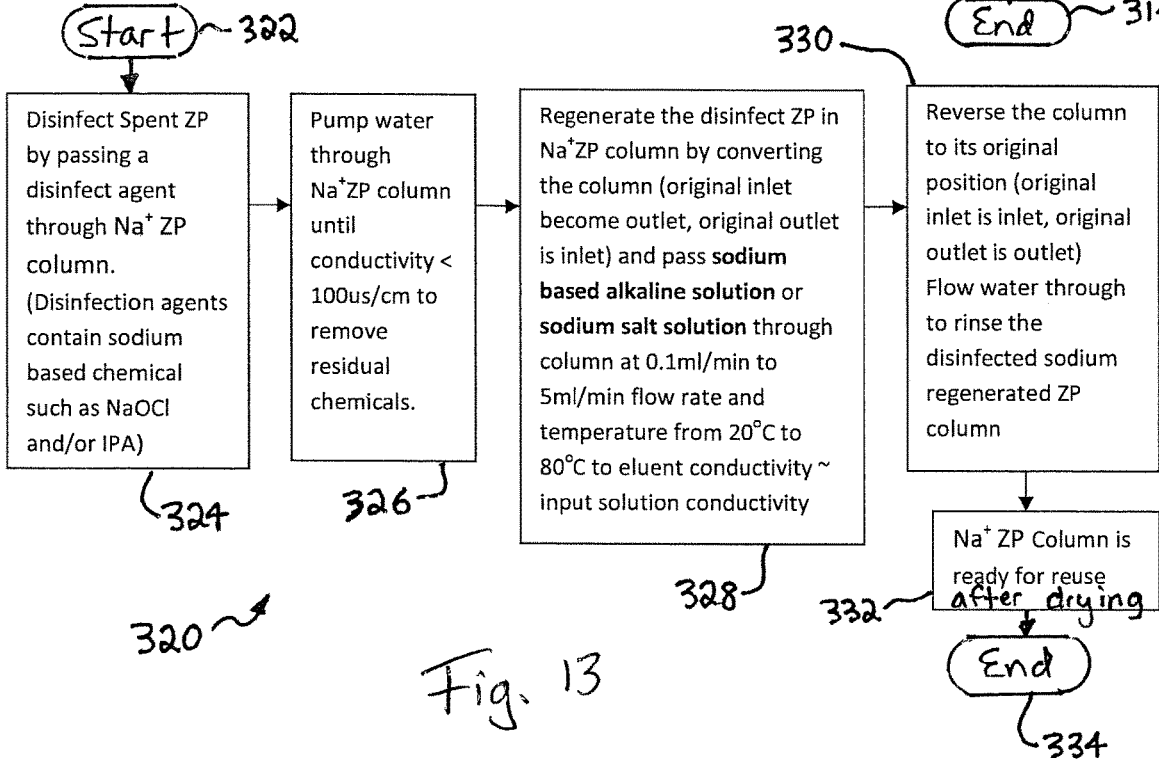 Start
322
End
330
Disinfect Spent ZP
by passing a
disinfect agent
through Na⁺ ZP
column.
(Disinfection agents
contain sodium
based chemical
such as NaOCl
and/or IPA)
324
Pump water
through
Na⁺ZP column
until
conductivity <
100us/cm to
remove
residual
chemicals.
326
Regenerate the disinfect ZP in
Na⁺ZP column by converting
the column (original inlet
become outlet, original outlet
is inlet) and pass sodium
based alkaline solution or
sodium salt solution through
column at 0.1ml/min to
5ml/min flow rate and
temperature from 20°C to
80°C to eluent conductivity ~
input solution conductivity
328
Reverse the column
to its original
position (original
inlet is inlet, original
outlet is outlet)
Flow water through
to rinse the
disinfected sodium
regenerated ZP
column
Na⁺ ZP Column is
ready for reuse
after drying
332
End
334
320
Fig. 13